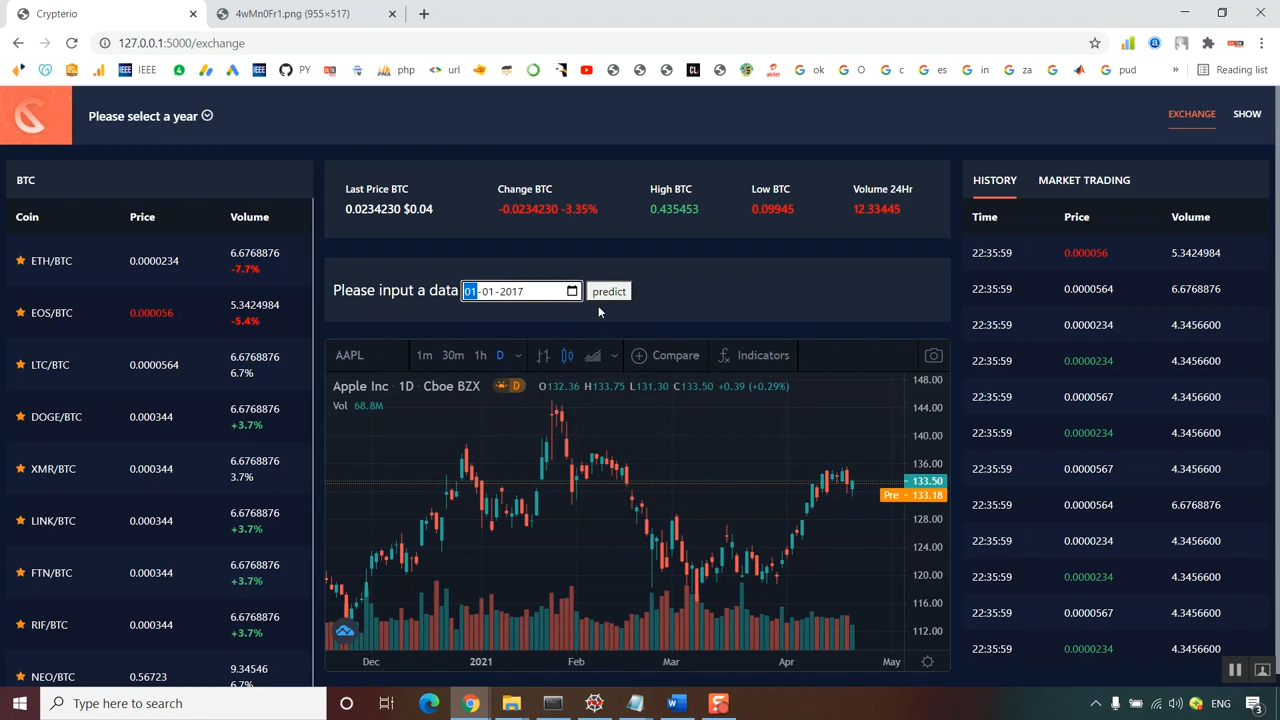 Crypterio
4wMn0Fr1.png (955×517)
127.0.0.1:5000/exchange
IEEE IEEE PY php url ok O c es in za G pud » Reading list
Please select a year
EXCHANGE SHOW
BTC
Coin Price Volume
ETH/BTC 0.0000234 6.6768876
-7.7%
EOS/BTC 0.000056 5.3424984
-5.4%
LTC/BTC 0.0000564 6.6768876
6.7%
DOGE/BTC 0.000344 6.6768876
+3.7%
XMR/BTC 0.000344 6.6768876
3.7%
LINK/BTC 0.000344 6.6768876
+3.7%
FTN/BTC 0.000344 6.6768876
+3.7%
RIF/BTC 0.000344 6.6768876
+3.7%
NEO/BTC 0.56723 9.34546
6.7%
Last Price BTC Change BTC High BTC Low BTC Volume 24Hr
0.0234230 $0.04 -0.0234230 -3.35% 0.435453 0.09945 12.33445
Please input a data 01-01-2017 predict
AAPL 1m 30m 1h D Compare Indicators
Apple Inc · 1D · Cboe BZX D O132.36 H133.75 L131.30 C133.50 +0.39 (+0.29%)
Vol 68.8M
148.00
144.00
140.00
136.00
133.50
Pre 133.18
128.00
124.00
120.00
116.00
112.00
Dec 2021 Feb Mar Apr May
HISTORY MARKET TRADING
Time Price Volume
22:35:59 0.000056 5.3424984
22:35:59 0.0000564 6.6768876
22:35:59 0.0000234 4.3456600
22:35:59 0.0000234 4.3456600
22:35:59 0.0000567 4.3456600
22:35:59 0.0000234 4.3456600
22:35:59 0.0000567 4.3456600
22:35:59 0.0000564 6.6768876
22:35:59 0.0000234 4.3456600
22:35:59 0.0000234 4.3456600
22:35:59 0.0000567 4.3456600
22:35:59 0.0000234 4.3456600
Type here to search
ENG
3